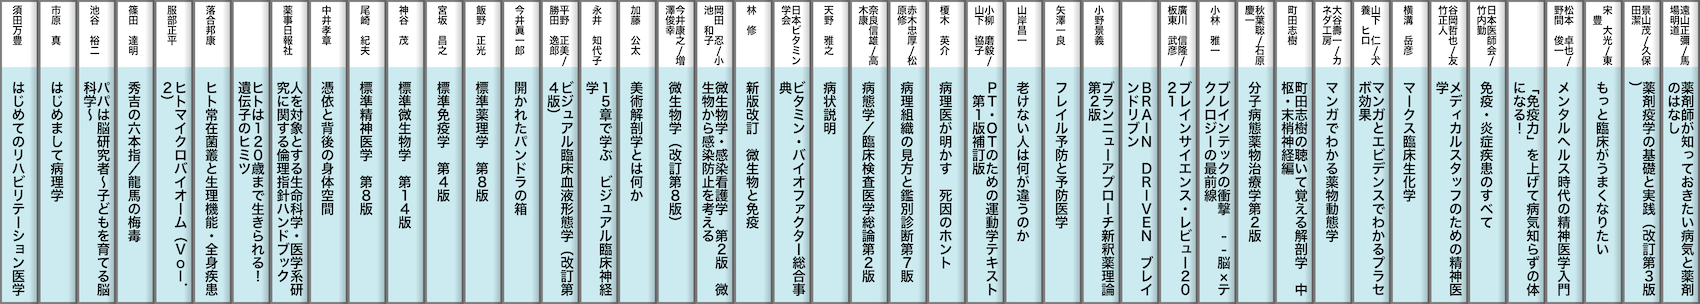 遠山正彌/馬
場明道
薬剤師が知っておきたい病気と薬剤
のはなし
景山茂/久保
田潔
薬剤疫学の基礎と実践（改訂第３版
）
宋　大光/東
　豊
もっと臨床がうまくなりたい
松本　卓也/
野間　俊一
メンタルヘルス時代の精神医学入門
「免疫力」を上げて病気知らずの体
になる！
日本医師会/
竹内勤
免疫・炎症疾患のすべて
谷岡哲也/友
竹正人
メディカルスタッフのための精神医
学
横溝　岳彦
マークス臨床生化学
山下　仁/犬
養　ヒロ
マンガとエビデンスでわかるプラセ
ボ効果
大谷壽一/カ
ネダ工房
マンガでわかる薬物動態学
町田志樹
町田志樹の聴いて覚える解剖学　中
枢・末梢神経編
秋葉聡/石原
慶一
分子病態薬物治療学第２版
小林　雅一
ブレインテックの衝撃　--脳×テ
クノロジーの最前線
廣川　信隆/
板東　武彦
ブレインサイエンス・レビュー２０
２１
ＢＲＡＩＮ　ＤＲＩＶＥＮ　ブレイ
ンドリブン
小野景義
ブランニューアプローチ新釈薬理論
第２版
矢澤一良
フレイル予防と予防医学
山岸昌一
老けない人は何が違うのか
小柳　磨毅/
山下　協子
ＰＴ・ＯＴのための運動学テキスト
　第１版補訂版
榎木　英介
病理医が明かす　死因のホント
赤木忠厚/松
原修
病理組織の見方と鑑別診断第７版
奈良信雄/高
木康
病態学／臨床検査医学総論第２版
天野　雅之
病状説明
日本ビタミン
学会
ビタミン・バイオファクター総合事
典
林　修
新版改訂　微生物と免疫
岡田　忍/小
池　和子
微生物学・感染看護学　第２版　微
生物から感染防止を考える
今井康之/増
澤俊幸
微生物学（改訂第８版）
加藤　公太
美術解剖学とは何か
永井　知代子
１５章で学ぶ　ビジュアル臨床神経
学
平野　正美/
勝田　逸郎
ビジュアル臨床血液形態学（改訂第
４版）
今井眞一郎
開かれたパンドラの箱
飯野　正光
標準薬理学　第８版
宮坂　昌之
標準免疫学　第４版
神谷　茂
標準微生物学　第１４版
尾崎　紀夫
標準精神医学　第８版
中井孝章
憑依と背後の身体空間
薬事日報社
人を対象とする生命科学・医学系研
究に関する倫理指針ハンドブック
ヒトは１２０歳まで生きられる！
遺伝子のヒミツ
落合邦康
ヒト常在菌叢と生理機能・全身疾患
服部正平
ヒトマイクロバイオーム（Ｖｏｌ．
２）
篠田　達明
秀吉の六本指／龍馬の梅毒
池谷　裕二
パパは脳研究者〜子どもを育てる脳
科学〜
市原　真
はじめまして病理学
須田万豊
はじめてのリハビリテーション医学